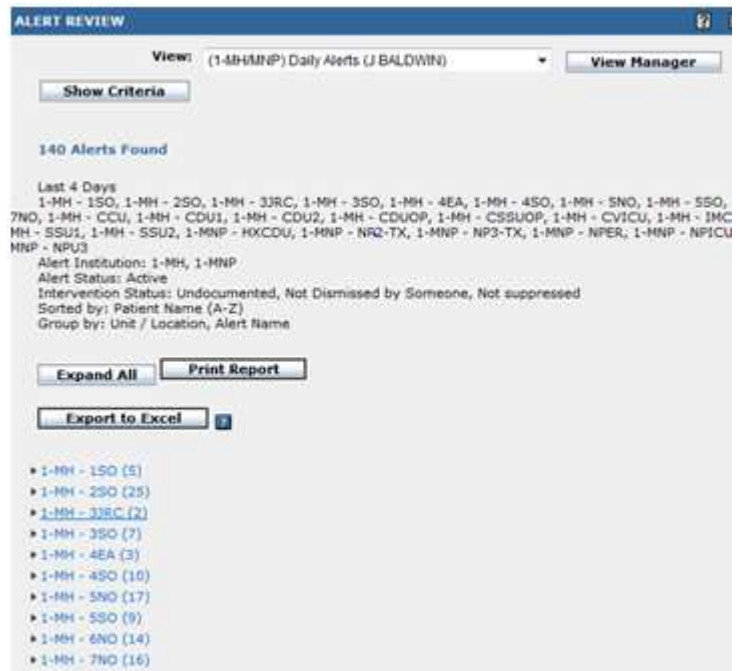 ALERT REVIEW
View: (1-MH/MNP) Daily Alerts (J BALDWIN) View Manager
Show Criteria
140 Alerts Found
Last 4 Days
1-MH - 1SO, 1-MH - 2SO, 1-MH - 3JRC, 1-MH - 3SO, 1-MH - 4EA, 1-MH - 4SO, 1-MH - 5NO, 1-MH - 5SO,
7NO, 1-MH - CCU, 1-MH - CDU1, 1-MH - CDU2, 1-MH - CDUOP, 1-MH - CSSUOP, 1-MH - CVICU, 1-MH - IMC
MH - SSU1, 1-MH - SSU2, 1-MNP - HXCDU, 1-MNP - NP2-TX, 1-MNP - NP3-TX, 1-MNP - NPER, 1-MNP - NPICU
MNP - NPU3
Alert Institution: 1-MH, 1-MNP
Alert Status: Active
Intervention Status: Undocumented, Not Dismissed by Someone, Not suppressed
Sorted by: Patient Name (A-Z)
Group by: Unit / Location, Alert Name
Expand All Print Report
Export to Excel
1-MH - 1SO (5)
1-MH - 2SO (25)
1-MH - 3JRC (2)
1-MH - 3SO (7)
1-MH - 4EA (3)
1-MH - 4SO (10)
1-MH - 5NO (17)
1-MH - 5SO (9)
1-MH - 6NO (14)
1-MH - 7NO (16)